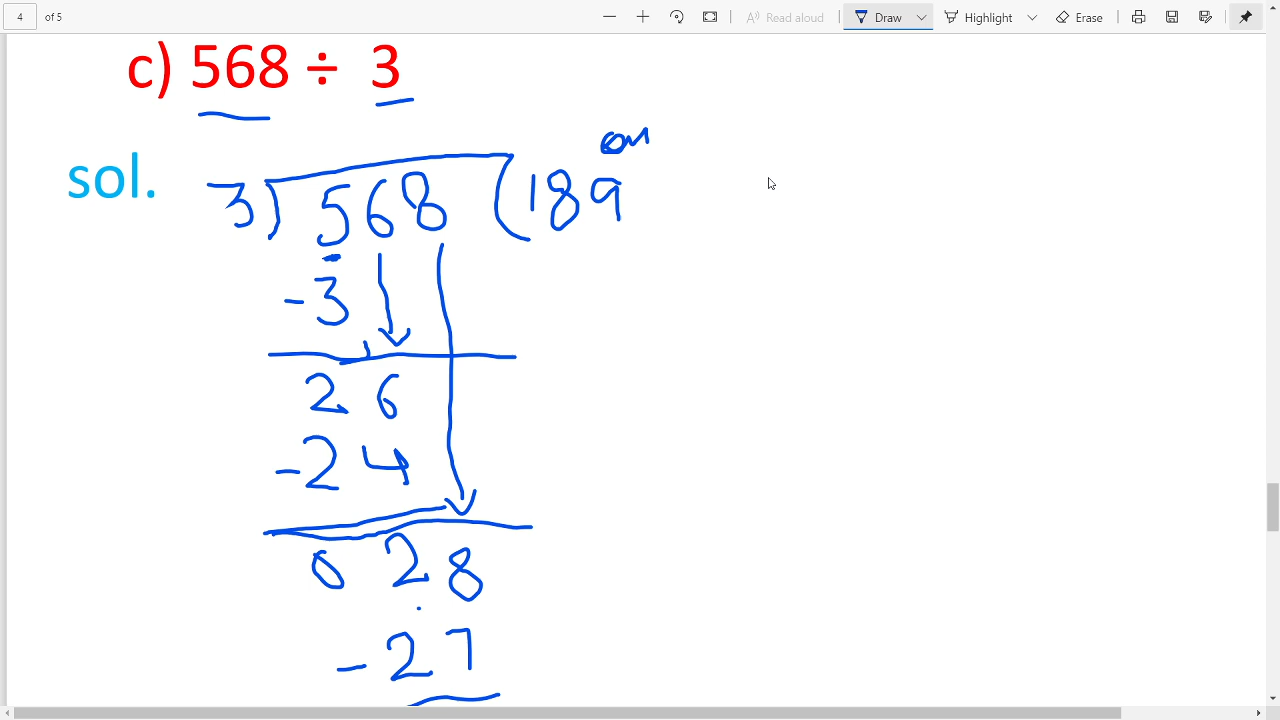 4 of 5 Read aloud Draw Highlight Erase
c) 568 ÷ 3
sol. 3) 568 (189
-3
26
-24
028
-27